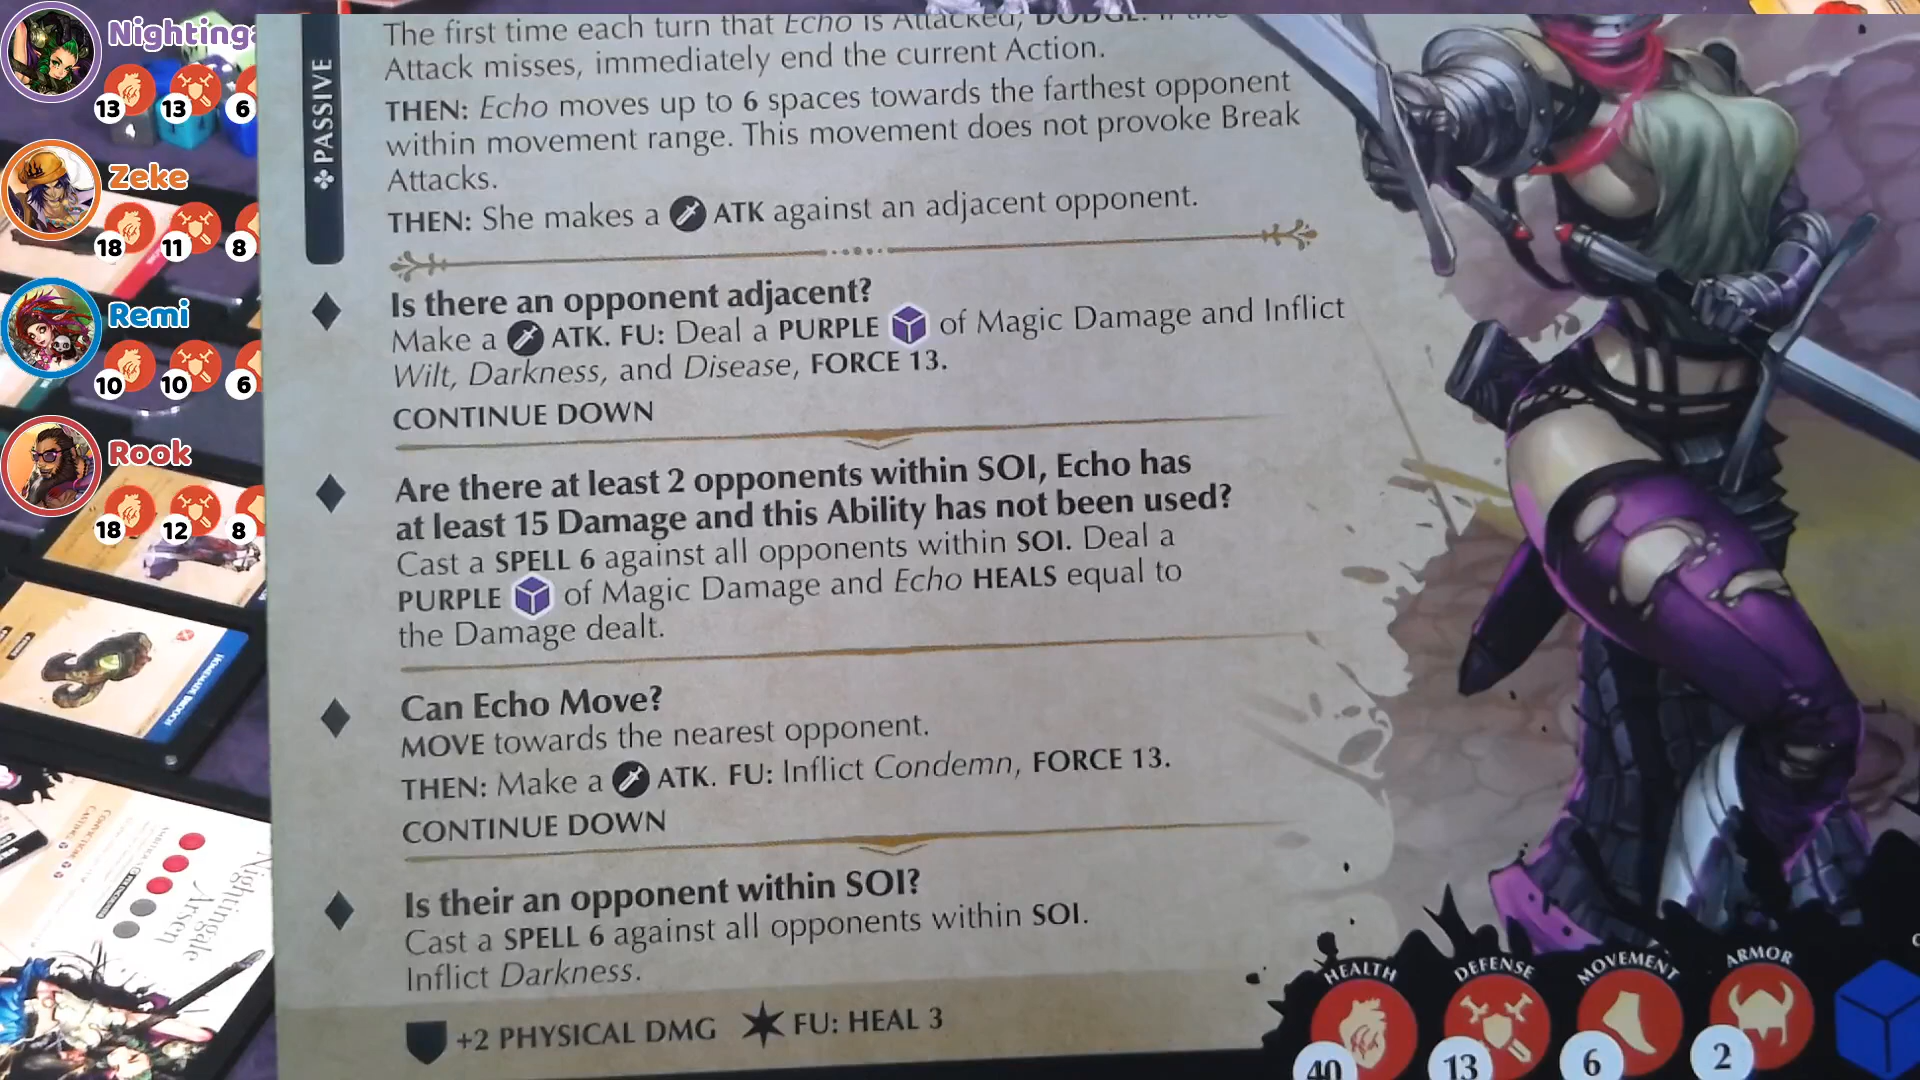 Nighting
13 13 6
Zeke
18 11 8
Remi
10 10 6
Rook
18 12 8
PASSIVE
The first time each turn that Echo is Attacked, DODGE. If the
Attack misses, immediately end the current Action.
THEN: Echo moves up to 6 spaces towards the farthest opponent
within movement range. This movement does not provoke Break
Attacks.
THEN: She makes a ATK against an adjacent opponent.
Is there an opponent adjacent?
Make a ATK. FU: Deal a PURPLE of Magic Damage and Inflict
Wilt, Darkness, and Disease, FORCE 13.
CONTINUE DOWN
Are there at least 2 opponents within SOI, Echo has
at least 15 Damage and this Ability has not been used?
Cast a SPELL 6 against all opponents within SOI. Deal a
PURPLE of Magic Damage and Echo HEALS equal to
the Damage dealt.
Can Echo Move?
MOVE towards the nearest opponent.
THEN: Make a ATK. FU: Inflict Condemn, FORCE 13.
CONTINUE DOWN
Is their an opponent within SOI?
Cast a SPELL 6 against all opponents within SOI.
Inflict Darkness.
+2 PHYSICAL DMG FU: HEAL 3
HEALTH DEFENSE MOVEMENT ARMOR
40 13 6 2
Nightingale
Arsen